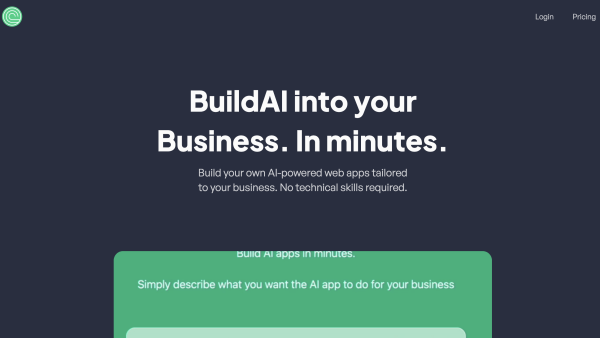 Login Pricing
BuildAI into your
Business. In minutes.
Build your own AI-powered web apps tailored
to your business. No technical skills required.
Build AI apps in minutes.
Simply describe what you want the AI app to do for your business